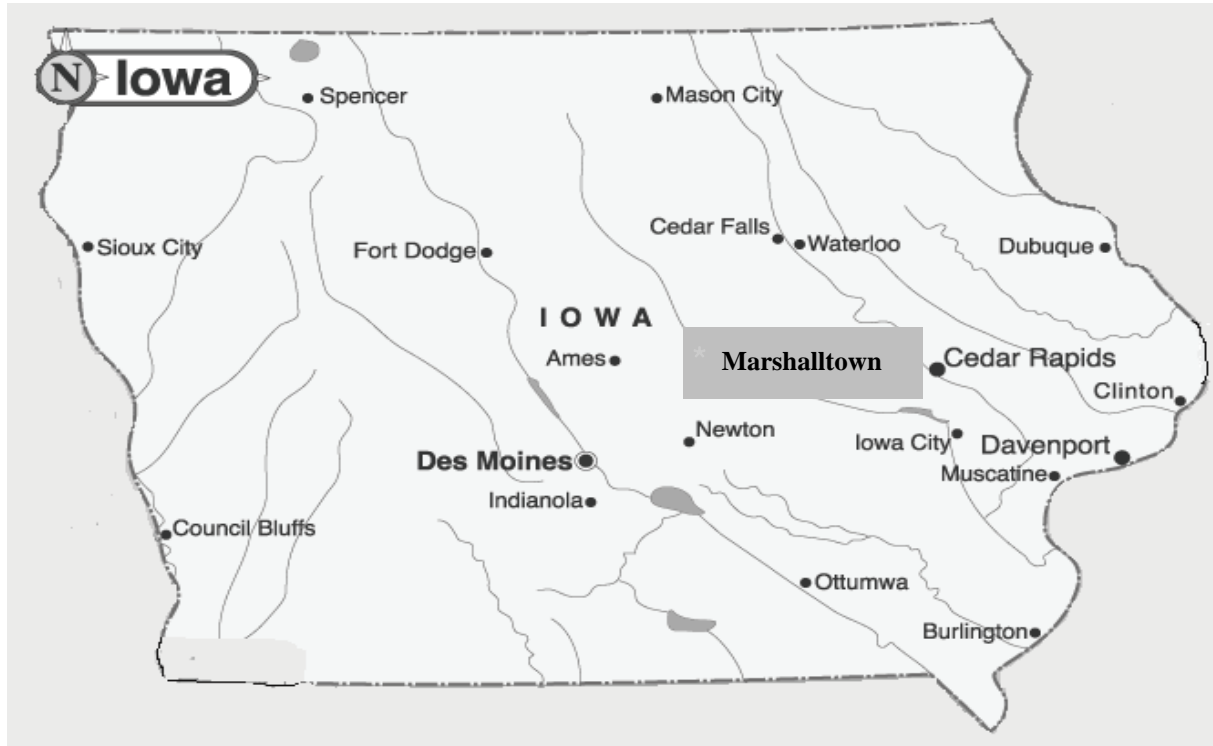 N Iowa
Spencer
Mason City
Cedar Falls
Waterloo
Sioux City
Fort Dodge
Dubuque
IOWA
Ames
* Marshalltown
Cedar Rapids
Clinton
Newton
Iowa City
Davenport
Des Moines
Muscatine
Indianola
Council Bluffs
Ottumwa
Burlington